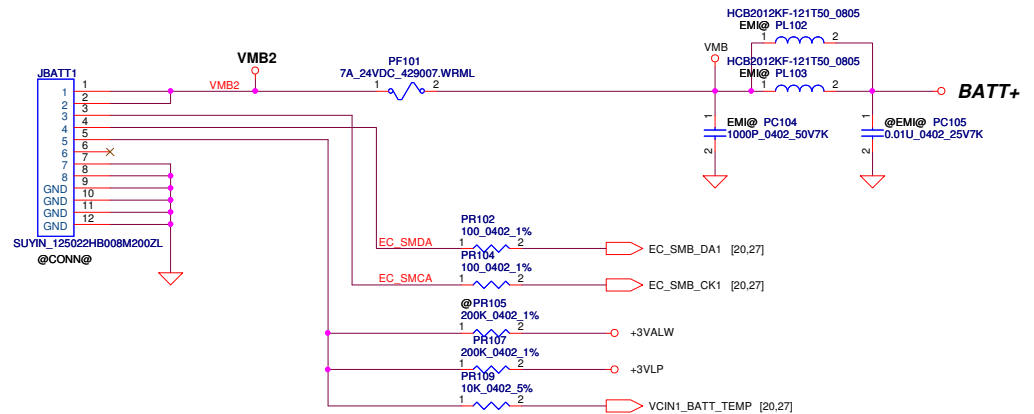 HCB2012KF-121T50_0805
EMI@ PL102
1 2
VMB2
PF101
7A_24VDC_429007.WRML
VMB
HCB2012KF-121T50_0805
EMI@ PL103
JBATT1
VMB2
1 2
1 2
BATT+
1 1
2 2
3 3
4 4
5 5
6 6
7 7
8 8
GND 9
GND 10
GND 11
GND 12
SUYIN_125022HB008M200ZL
@CONN@
1
EMI@ PC104
1000P_0402_50V7K
2
1
@EMI@ PC105
0.01U_0402_25V7K
2
PR102
100_0402_1%
EC_SMDA 1 2 EC_SMB_DA1 [20,27]
PR104
100_0402_1%
EC_SMCA 1 2 EC_SMB_CK1 [20,27]
@PR105
200K_0402_1%
1 2 +3VALW
PR107
200K_0402_1%
1 2 +3VLP
PR109
10K_0402_5%
1 2 VCIN1_BATT_TEMP [20,27]